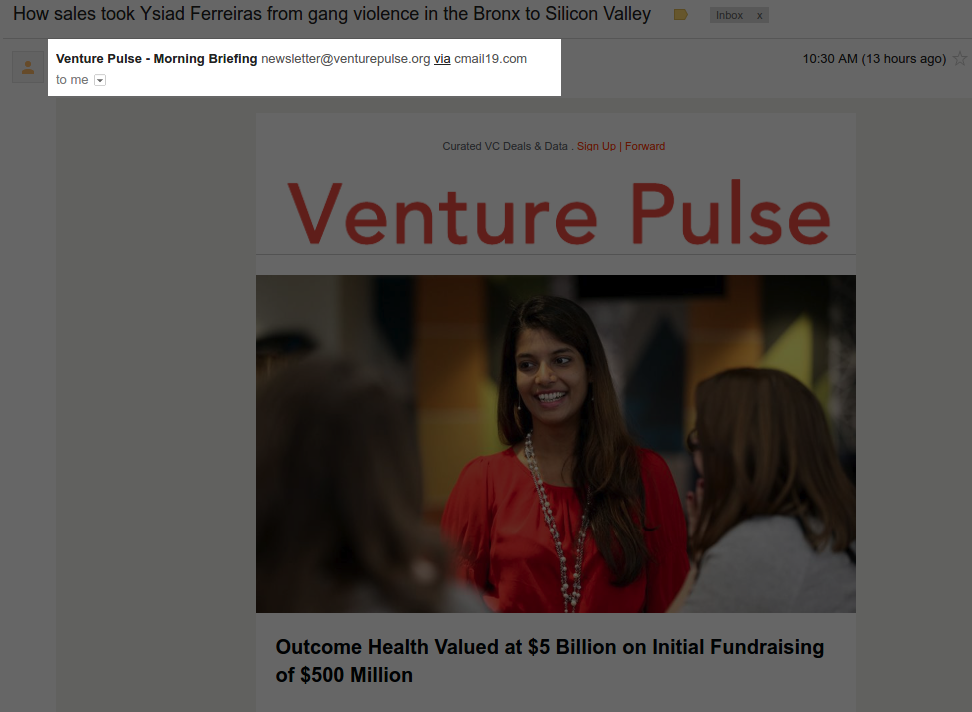 How sales took Ysiad Ferreiras from gang violence in the Bronx to Silicon Valley Inbox x
Venture Pulse - Morning Briefing newsletter@venturepulse.org via cmail19.com
10:30 AM (13 hours ago)
to me
Curated VC Deals & Data . Sign Up | Forward
Venture Pulse
Outcome Health Valued at $5 Billion on Initial Fundraising
of $500 Million